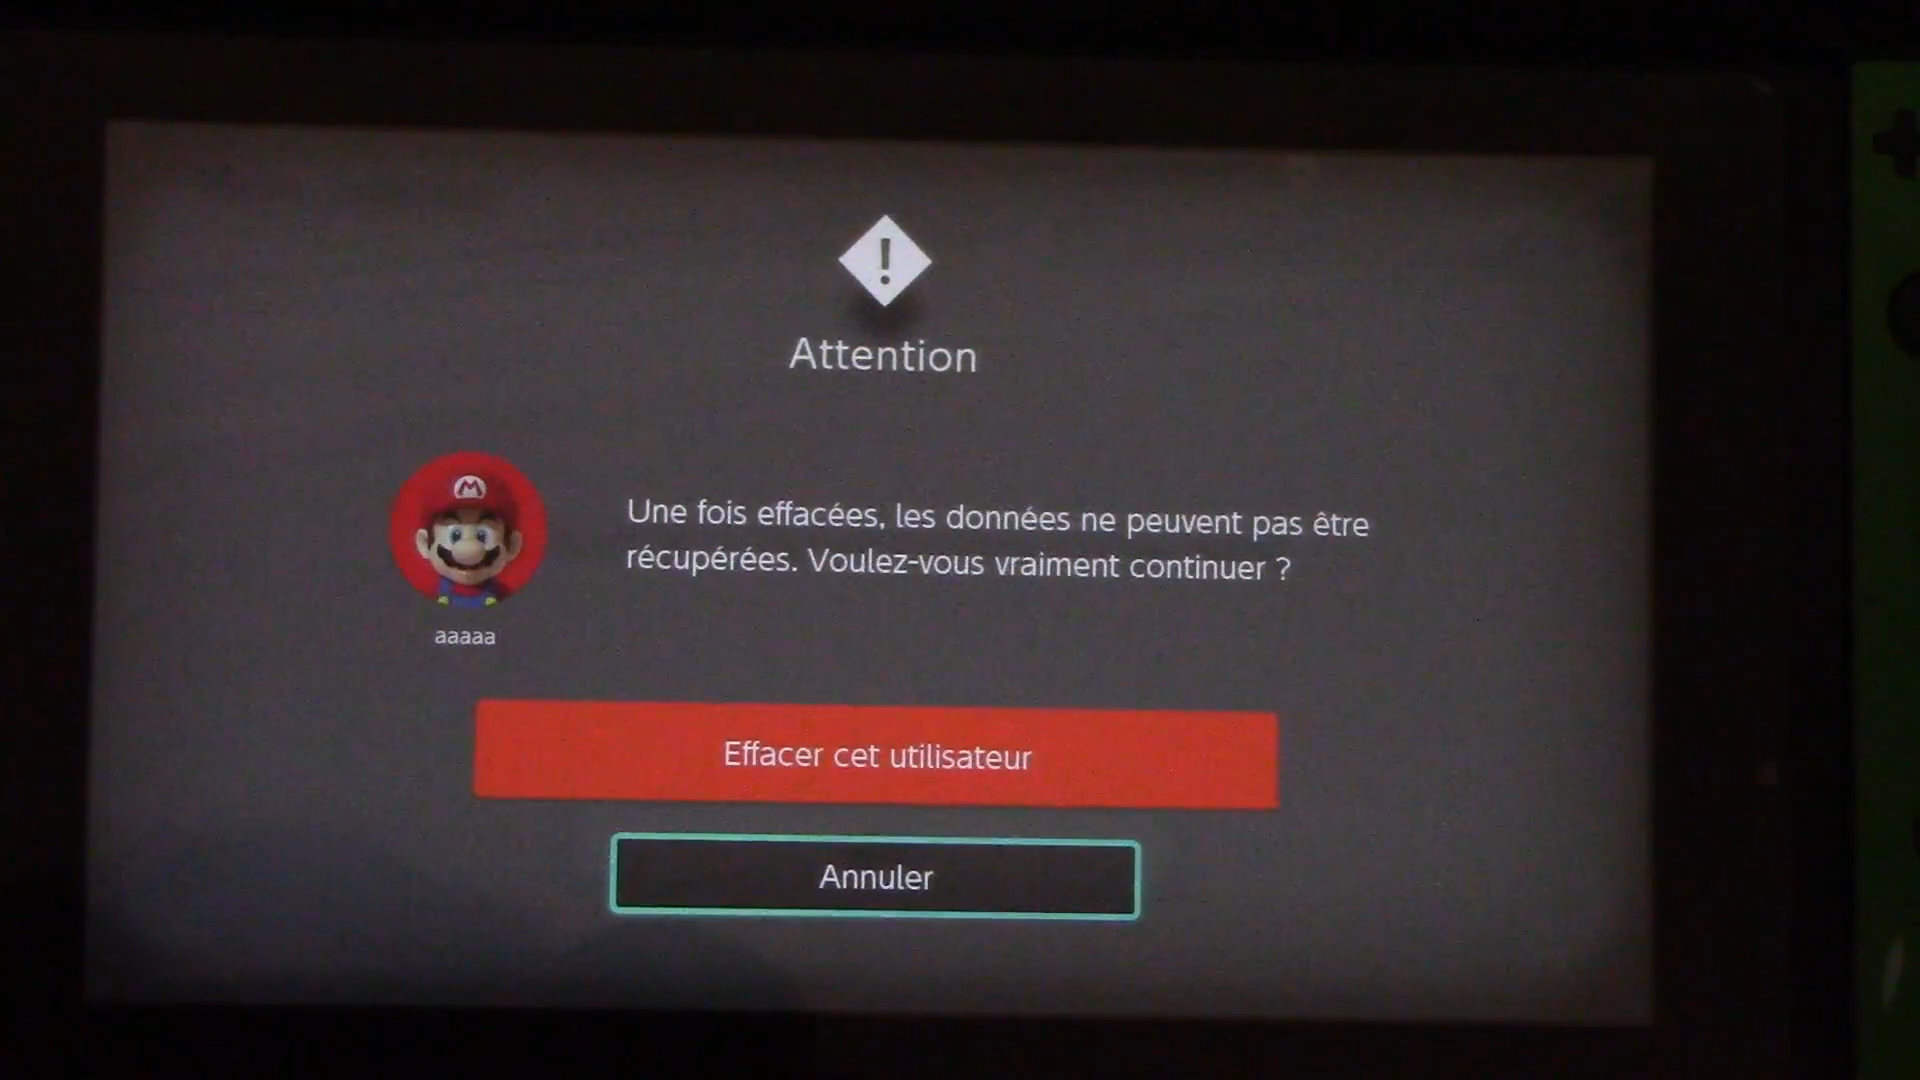 !
Attention
Une fois effacées, les données ne peuvent pas être
récupérées. Voulez-vous vraiment continuer ?
M
aaaaa
Effacer cet utilisateur
Annuler